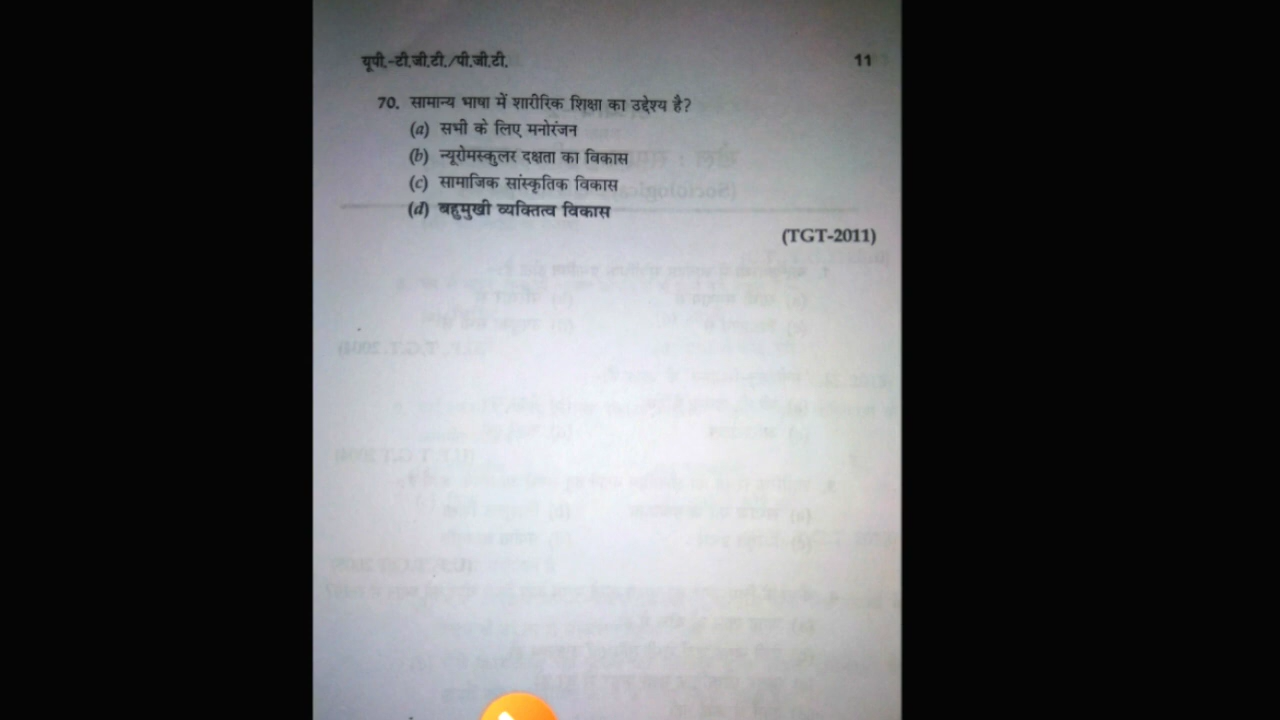 यूपी.-टी.जी.टी./पी.जी.टी. 11
70. सामान्य भाषा में शारीरिक शिक्षा का उद्देश्य है?
(a) सभी के लिए मनोरंजन
(b) न्यूरोमस्कुलर दक्षता का विकास
(c) सामाजिक सांस्कृतिक विकास
(d) बहुमुखी व्यक्तित्व विकास
(TGT-2011)